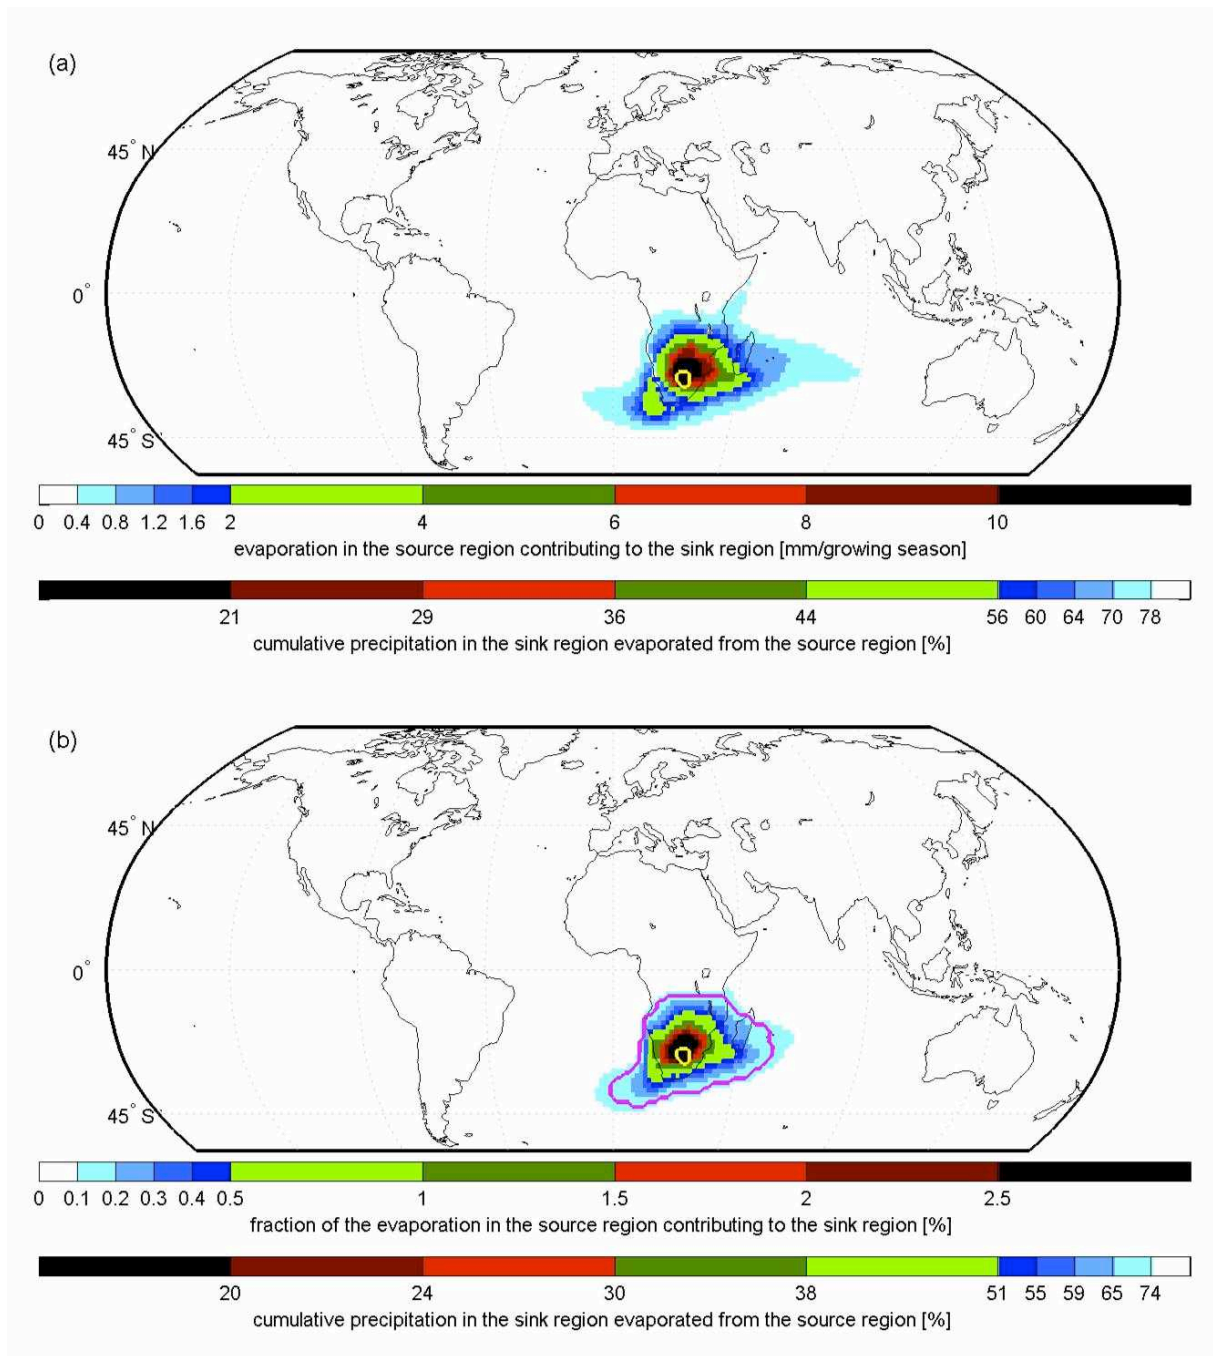 (a)
45° N
0°
45° S
0 0.4 0.8 1.2 1.6 2 4 6 8 10
evaporation in the source region contributing to the sink region [mm/growing season]
21 29 36 44 56 60 64 70 78
cumulative precipitation in the sink region evaporated from the source region [%]
(b)
45° N
0°
45° S
0 0.1 0.2 0.3 0.4 0.5 1 1.5 2 2.5
fraction of the evaporation in the source region contributing to the sink region [%]
20 24 30 38 51 55 59 65 74
cumulative precipitation in the sink region evaporated from the source region [%]